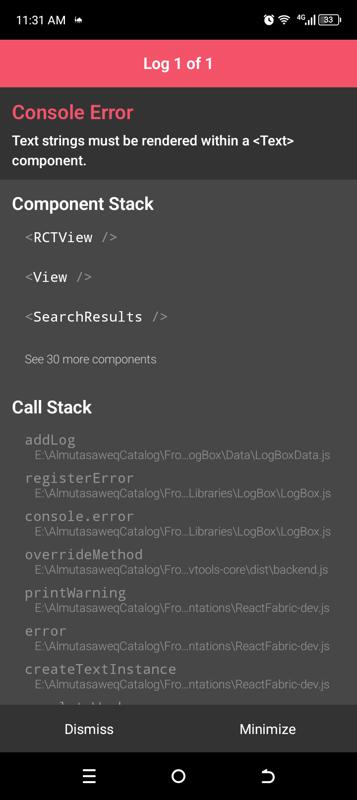 11:31 AM
4G
33
Log 1 of 1
Console Error
Text strings must be rendered within a <Text>
component.
Component Stack
<RCTView />
<View />
<SearchResults />
See 30 more components
Call Stack
addLog
E:\AlmutasaweqCatalog\Fro...ogBox\Data\LogBoxData.js
registerError
E:\AlmutasaweqCatalog\Fro...Libraries\LogBox\LogBox.js
console.error
E:\AlmutasaweqCatalog\Fro...Libraries\LogBox\LogBox.js
overrideMethod
E:\AlmutasaweqCatalog\Fro...vtools-core\dist\backend.js
printWarning
E:\AlmutasaweqCatalog\Fro...ntations\ReactFabric-dev.js
error
E:\AlmutasaweqCatalog\Fro...ntations\ReactFabric-dev.js
createTextInstance
E:\AlmutasaweqCatalog\Fro...ntations\ReactFabric-dev.js
Dismiss
Minimize